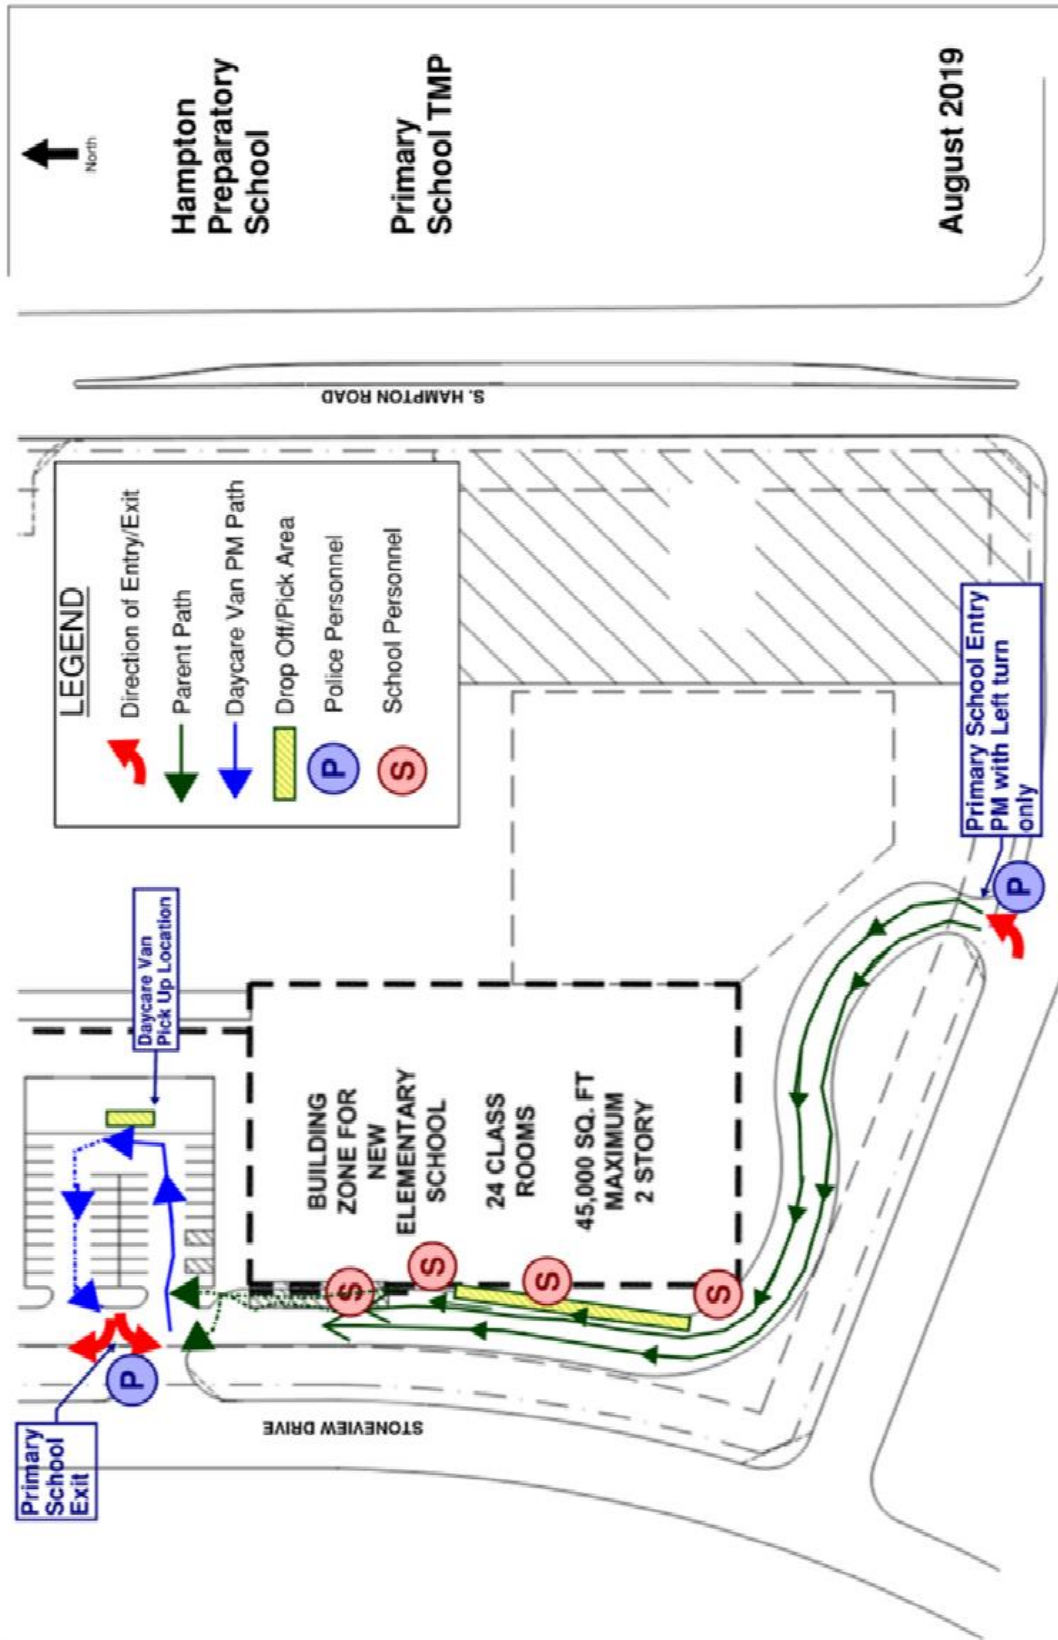 North
Hampton
Preparatory
School
Primary
School TMP
August 2019
S. HAMPTON ROAD
LEGEND
Direction of Entry/Exit
Parent Path
Daycare Van PM Path
Drop Off/Pick Area
P
Police Personnel
S
School Personnel
Daycare Van
Pick Up Location
Primary School Entry
PM with Left turn
only
P
BUILDING
ZONE FOR
NEW
ELEMENTARY
SCHOOL
24 CLASS
ROOMS
45,000 SQ. FT
MAXIMUM
2 STORY
S
S
S
S
P
Primary
School
Exit
STONEVIEW DRIVE